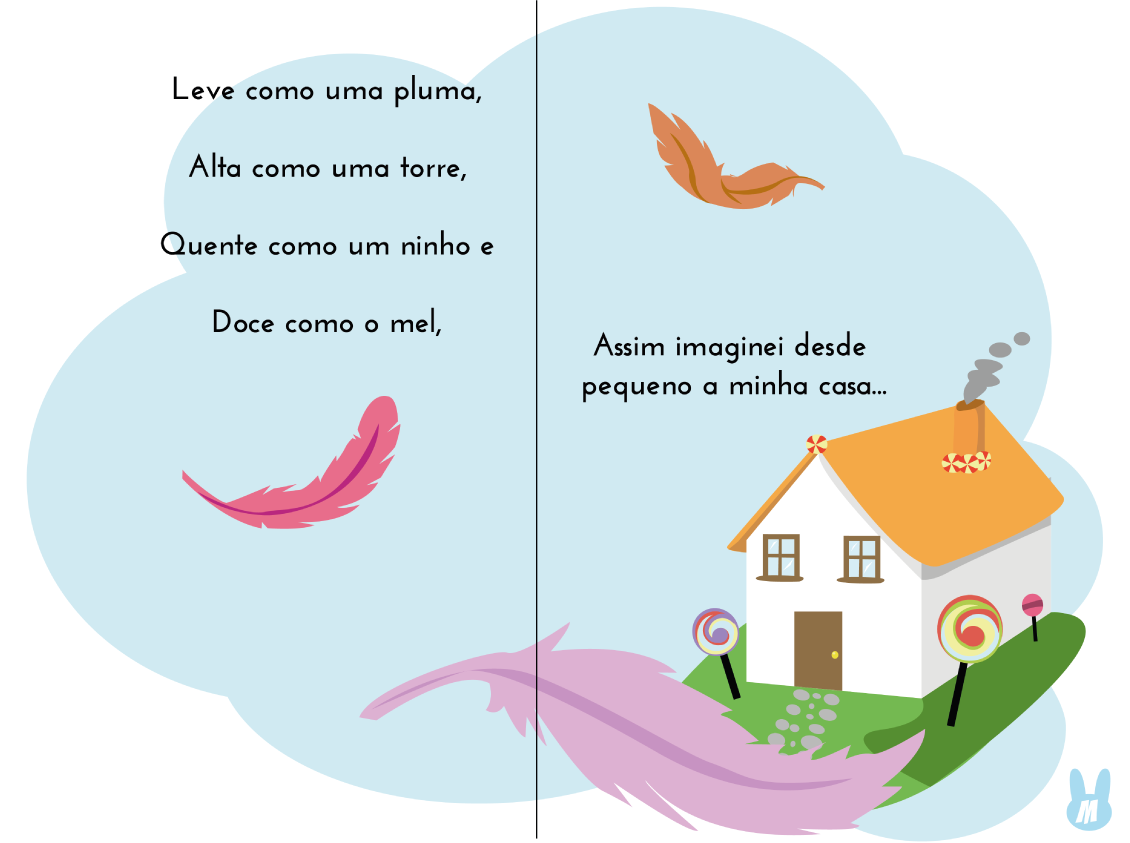 Leve como uma pluma,
Alta como uma torre,
Quente como um ninho e
Doce como o mel,
Assim imaginei desde
pequeno a minha casa...
M